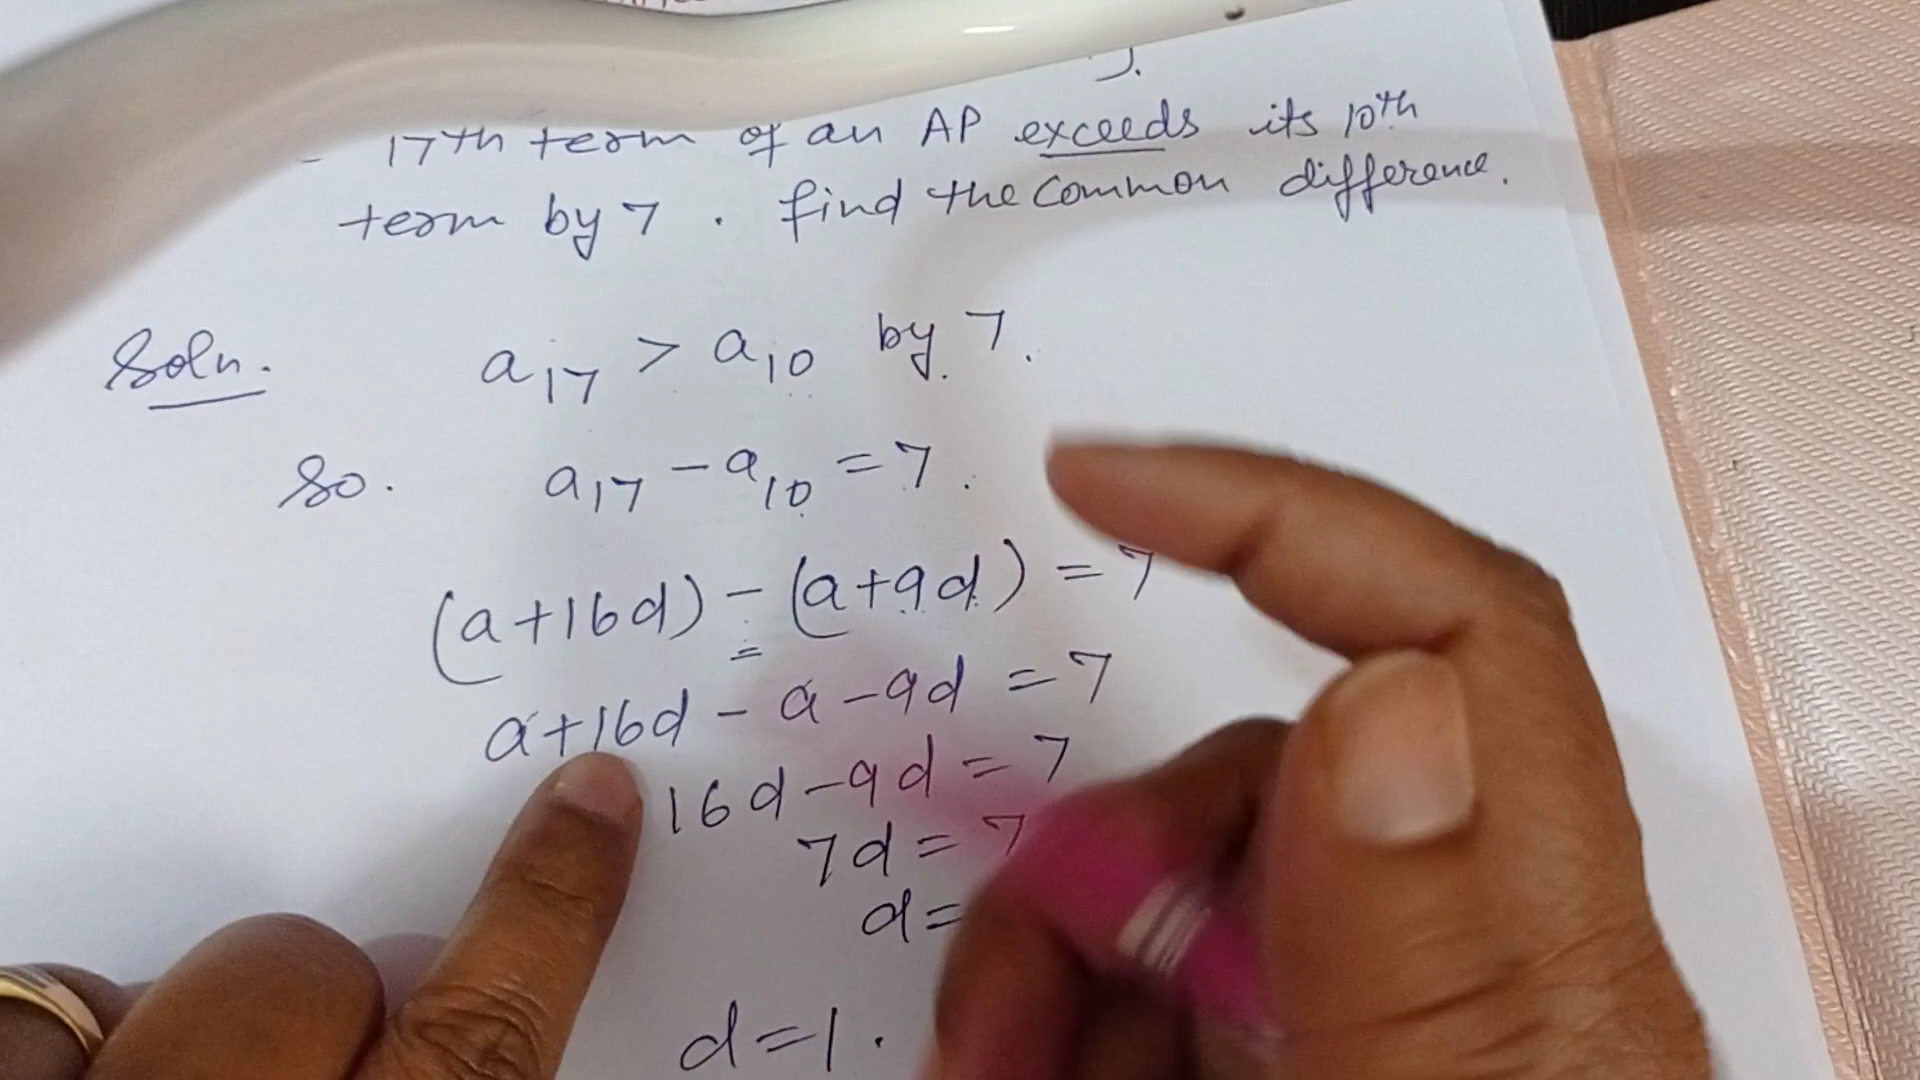 17th term of an AP exceeds its 10th
term by 7. find the common difference.
Soln. a17 > a10 by 7.
So. a17 - a10 = 7.
(a+16d) - (a+9d) = 7
a+16d - a - 9d = 7
16d - 9d = 7
7d = 7
d =
d = 1.